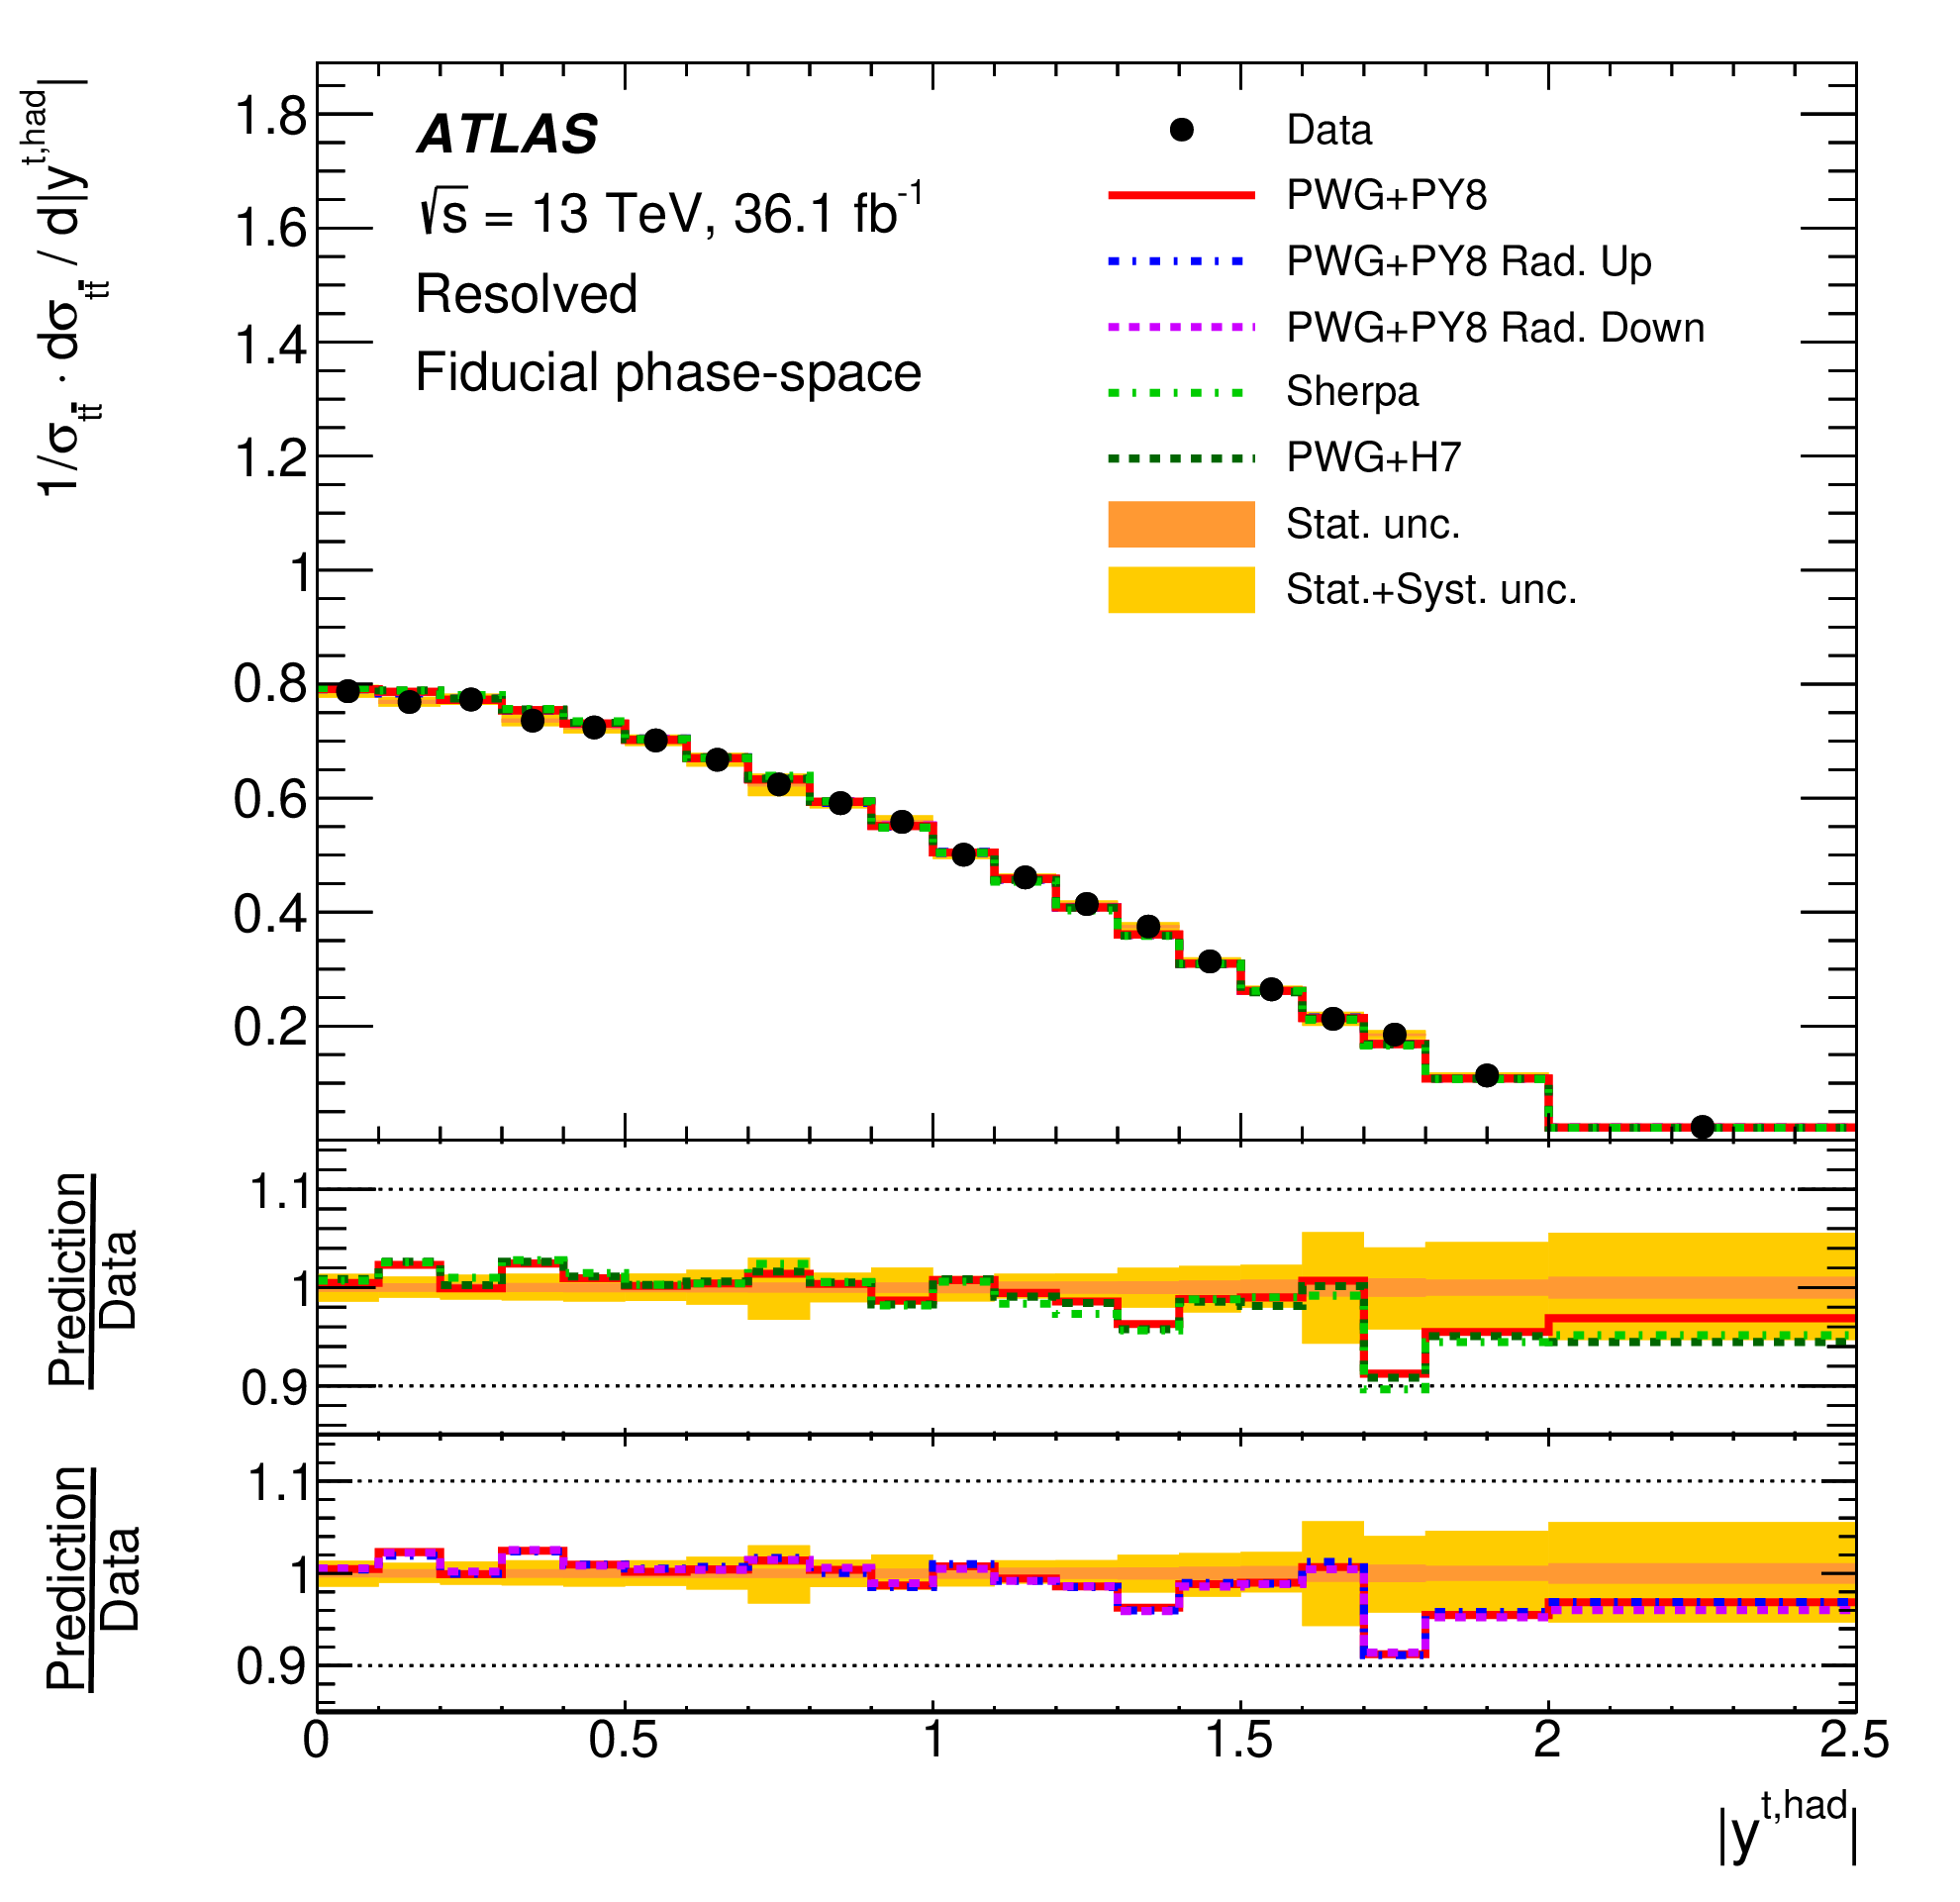 1/σtt̄ · dσtt̄ / d|y^t,had|
1.8
1.6
1.4
1.2
1
0.8
0.6
0.4
0.2
ATLAS
√s = 13 TeV, 36.1 fb^-1
Resolved
Fiducial phase-space
Data
PWG+PY8
PWG+PY8 Rad. Up
PWG+PY8 Rad. Down
Sherpa
PWG+H7
Stat. unc.
Stat.+Syst. unc.
Prediction
Data
1.1
1
0.9
Prediction
Data
1.1
1
0.9
0 0.5 1 1.5 2 2.5
|y^t,had|